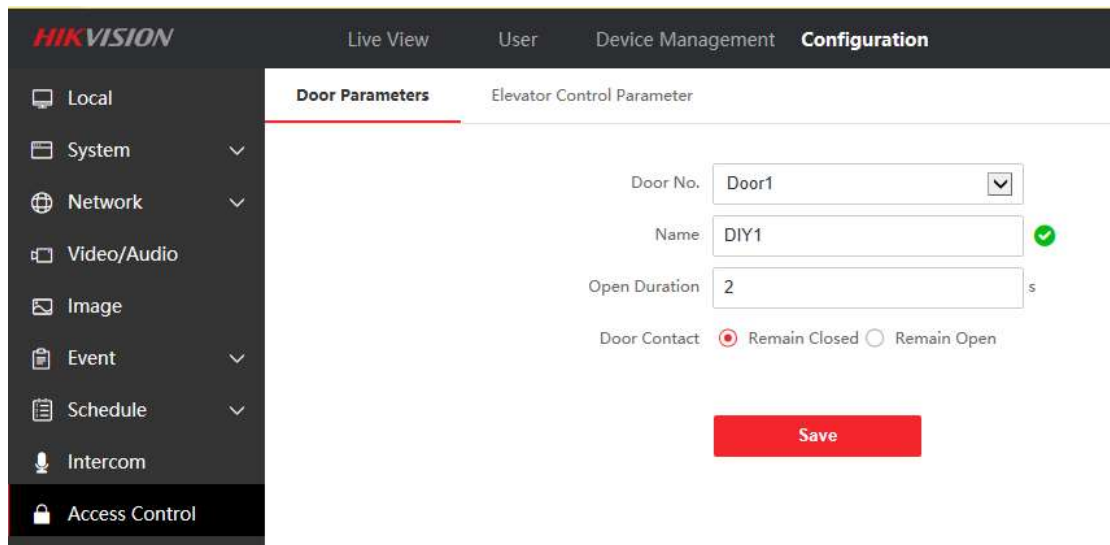 HIKVISION Live View User Device Management Configuration
Local
System
Network
Video/Audio
Image
Event
Schedule
Intercom
Access Control
Door Parameters Elevator Control Parameter
Door No. Door1
Name DIY1
Open Duration 2 s
Door Contact Remain Closed Remain Open
Save